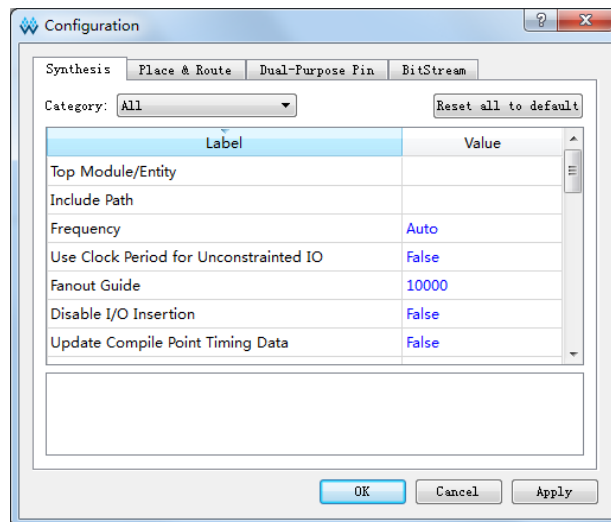 Configuration
Synthesis Place & Route Dual-Purpose Pin BitStream
Category: All Reset all to default
Label Value
Top Module/Entity
Include Path
Frequency Auto
Use Clock Period for Unconstrained IO False
Fanout Guide 10000
Disable I/O Insertion False
Update Compile Point Timing Data False
OK Cancel Apply